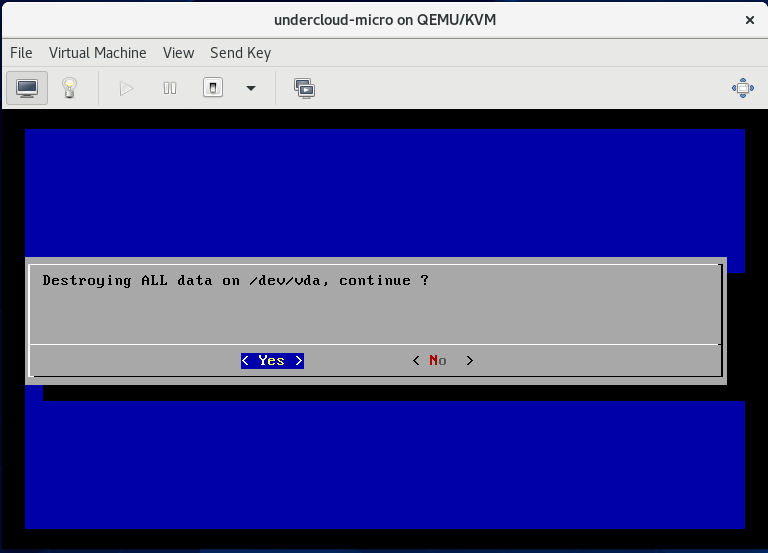 undercloud-micro on QEMU/KVM
File Virtual Machine View Send Key
Destroying ALL data on /dev/vda, continue ?
< Yes > < No >